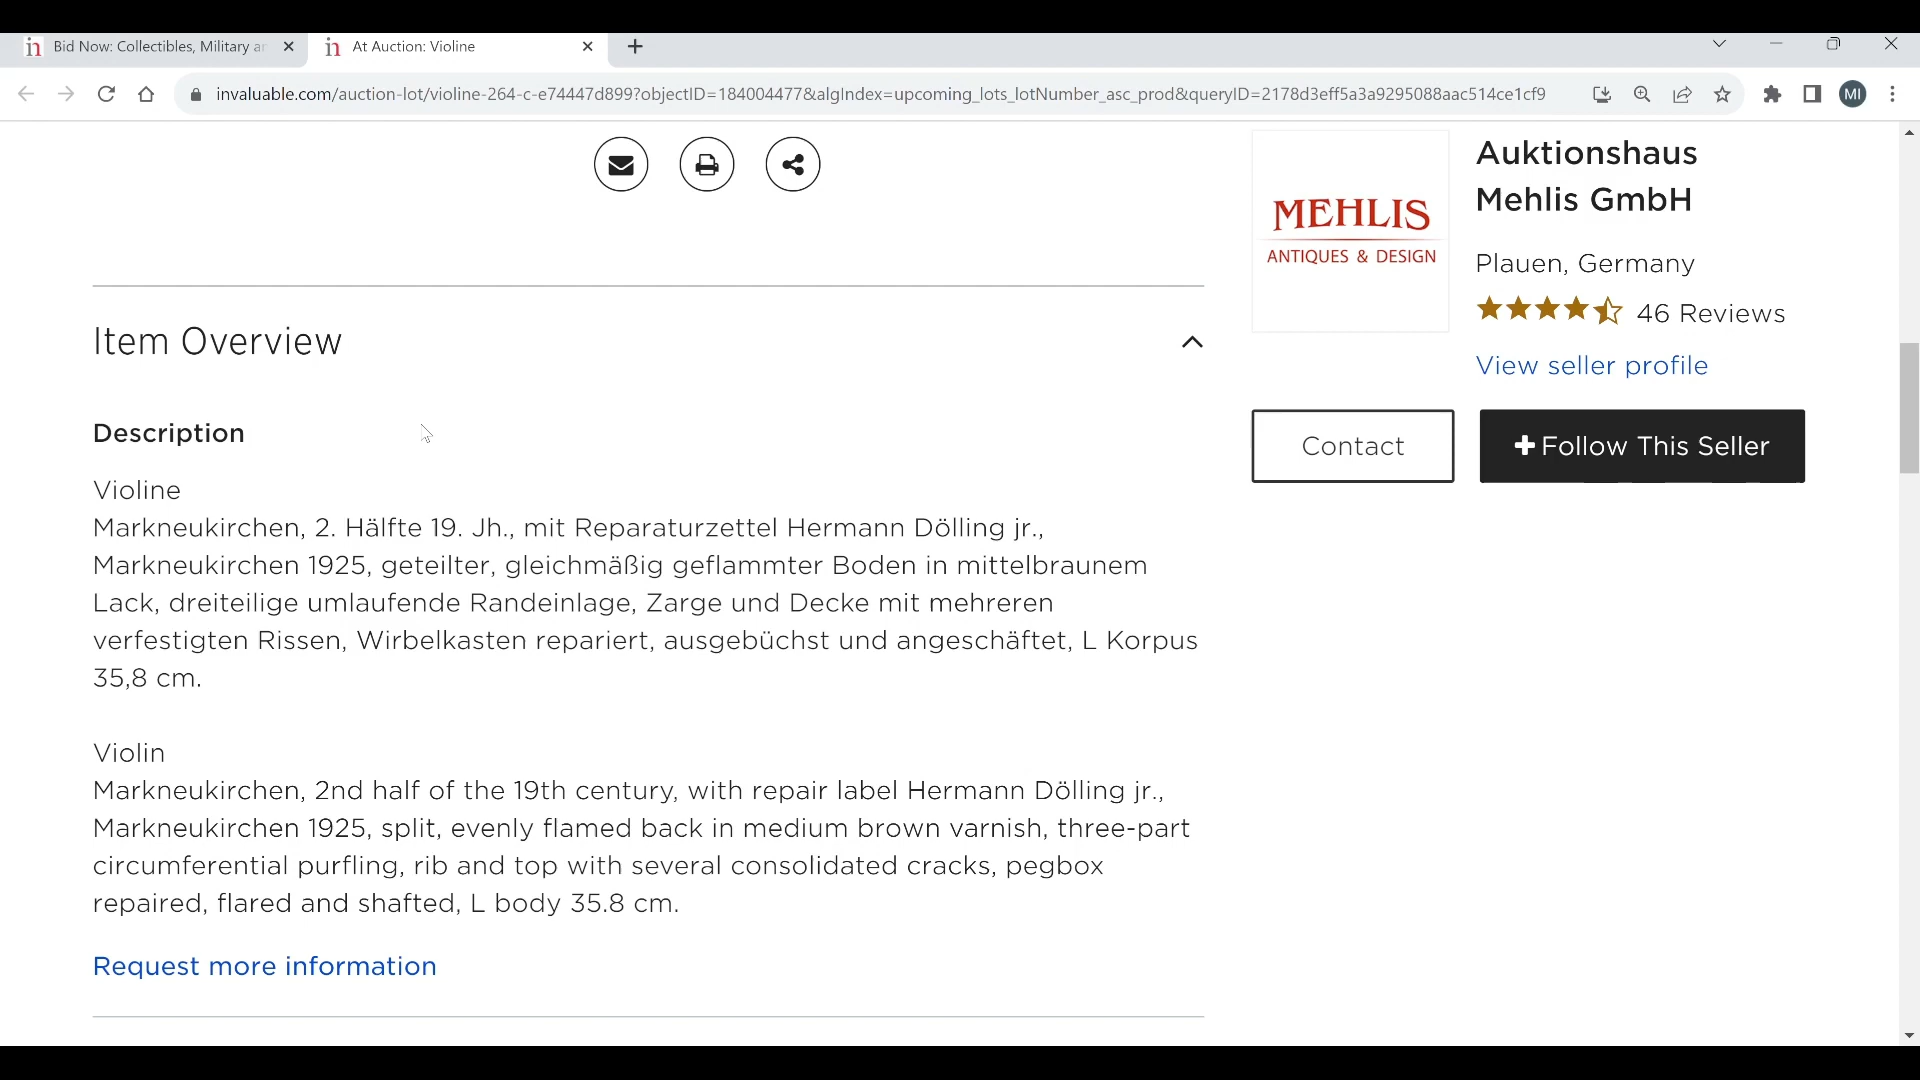 Bid Now: Collectibles, Military
At Auction: Violine
invaluable.com/auction-lot/violine-264-c-e74447d899?objectID=184004477&algIndex=upcoming_lots_lotNumber_asc_prod&queryID=2178d3eff5a3a9295088aac514ce1cf9
MI
MEHLIS
ANTIQUES & DESIGN
Auktionshaus
Mehlis GmbH
Plauen, Germany
46 Reviews
View seller profile
Contact
Follow This Seller
Item Overview
Description
Violine
Markneukirchen, 2. Hälfte 19. Jh., mit Reparaturzettel Hermann Dölling jr.,
Markneukirchen 1925, geteilter, gleichmäßig geflammter Boden in mittelbraunem
Lack, dreiteilige umlaufende Randeinlage, Zarge und Decke mit mehreren
verfestigten Rissen, Wirbelkasten repariert, ausgebüchst und angeschäftet, L Korpus
35,8 cm.
Violin
Markneukirchen, 2nd half of the 19th century, with repair label Hermann Dölling jr.,
Markneukirchen 1925, split, evenly flamed back in medium brown varnish, three-part
circumferential purfling, rib and top with several consolidated cracks, pegbox
repaired, flared and shafted, L body 35.8 cm.
Request more information